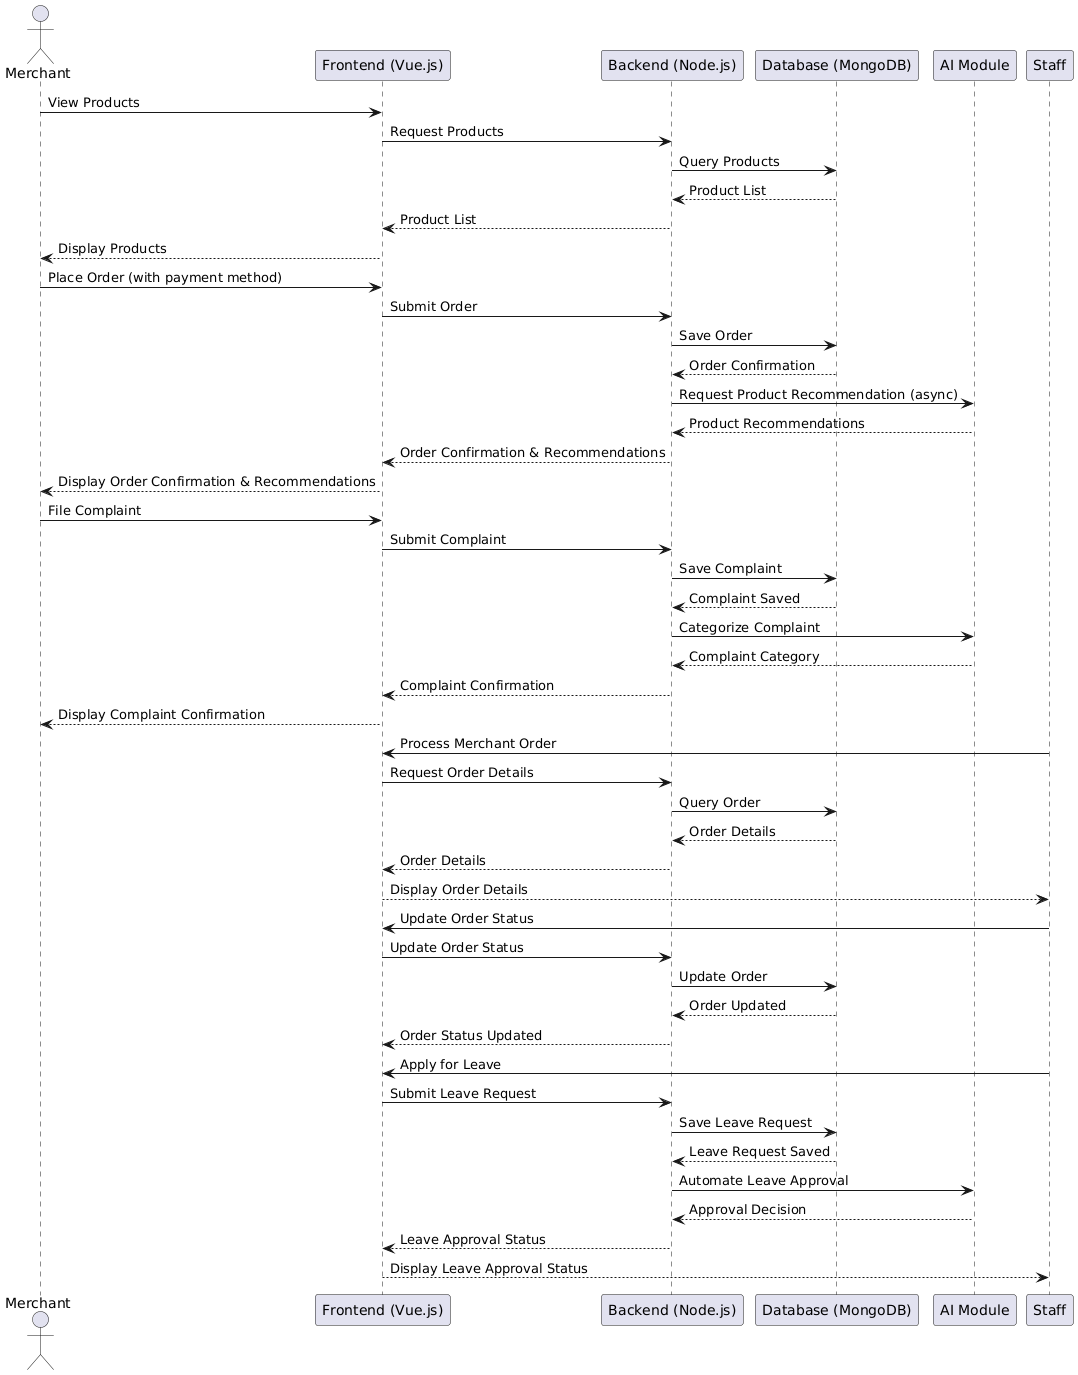 Merchant
Frontend (Vue.js)
Backend (Node.js)
Database (MongoDB)
AI Module
Staff
View Products
Request Products
Query Products
Product List
Product List
Display Products
Place Order (with payment method)
Submit Order
Save Order
Order Confirmation
Request Product Recommendation (async)
Product Recommendations
Order Confirmation & Recommendations
Display Order Confirmation & Recommendations
File Complaint
Submit Complaint
Save Complaint
Complaint Saved
Categorize Complaint
Complaint Category
Complaint Confirmation
Display Complaint Confirmation
Process Merchant Order
Request Order Details
Query Order
Order Details
Order Details
Display Order Details
Update Order Status
Update Order Status
Update Order
Order Updated
Order Status Updated
Apply for Leave
Submit Leave Request
Save Leave Request
Leave Request Saved
Automate Leave Approval
Approval Decision
Leave Approval Status
Display Leave Approval Status
Merchant
Frontend (Vue.js)
Backend (Node.js)
Database (MongoDB)
AI Module
Staff